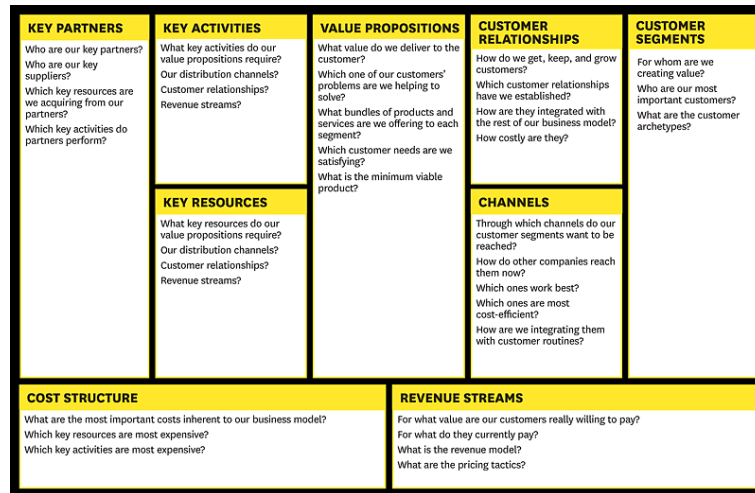 KEY PARTNERS
Who are our key partners?
Who are our key
suppliers?
Which key resources are
we acquiring from our
partners?
Which key activities do
partners perform?
KEY ACTIVITIES
What key activities do our
value propositions require?
Our distribution channels?
Customer relationships?
Revenue streams?
KEY RESOURCES
What key resources do our
value propositions require?
Our distribution channels?
Customer relationships?
Revenue streams?
VALUE PROPOSITIONS
What value do we deliver to the
customer?
Which one of our customers’
problems are we helping to
solve?
What bundles of products and
services are we offering to each
segment?
Which customer needs are we
satisfying?
What is the minimum viable
product?
CUSTOMER
RELATIONSHIPS
How do we get, keep, and grow
customers?
Which customer relationships
have we established?
How are they integrated with
the rest of our business model?
How costly are they?
CHANNELS
Through which channels do our
customer segments want to be
reached?
How do other companies reach
them now?
Which ones work best?
Which ones are most
cost-efficient?
How are we integrating them
with customer routines?
CUSTOMER
SEGMENTS
For whom are we
creating value?
Who are our most
important customers?
What are the customer
archetypes?
COST STRUCTURE
What are the most important costs inherent to our business model?
Which key resources are most expensive?
Which key activities are most expensive?
REVENUE STREAMS
For what value are our customers really willing to pay?
For what do they currently pay?
What is the revenue model?
What are the pricing tactics?